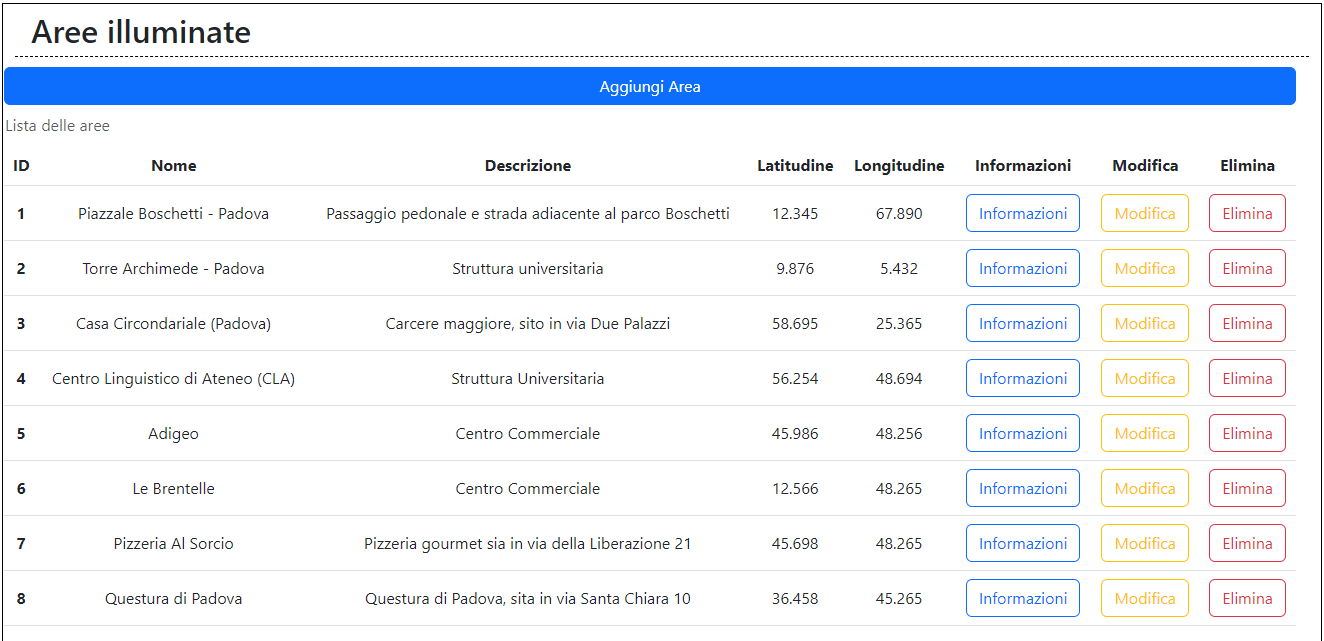 Aree illuminate
Aggiungi Area
Lista delle aree
ID Nome Descrizione Latitudine Longitudine Informazioni Modifica Elimina
1 Piazzale Boschetti - Padova Passaggio pedonale e strada adiacente al parco Boschetti 12.345 67.890 Informazioni Modifica Elimina
2 Torre Archimede - Padova Struttura universitaria 9.876 5.432 Informazioni Modifica Elimina
3 Casa Circondariale (Padova) Carcere maggiore, sito in via Due Palazzi 58.695 25.365 Informazioni Modifica Elimina
4 Centro Linguistico di Ateneo (CLA) Struttura Universitaria 56.254 48.694 Informazioni Modifica Elimina
5 Adigeo Centro Commerciale 45.986 48.256 Informazioni Modifica Elimina
6 Le Brentelle Centro Commerciale 12.566 48.265 Informazioni Modifica Elimina
7 Pizzeria Al Sorcio Pizzeria gourmet sia in via della Liberazione 21 45.698 48.265 Informazioni Modifica Elimina
8 Questura di Padova Questura di Padova, sita in via Santa Chiara 10 36.458 45.265 Informazioni Modifica Elimina